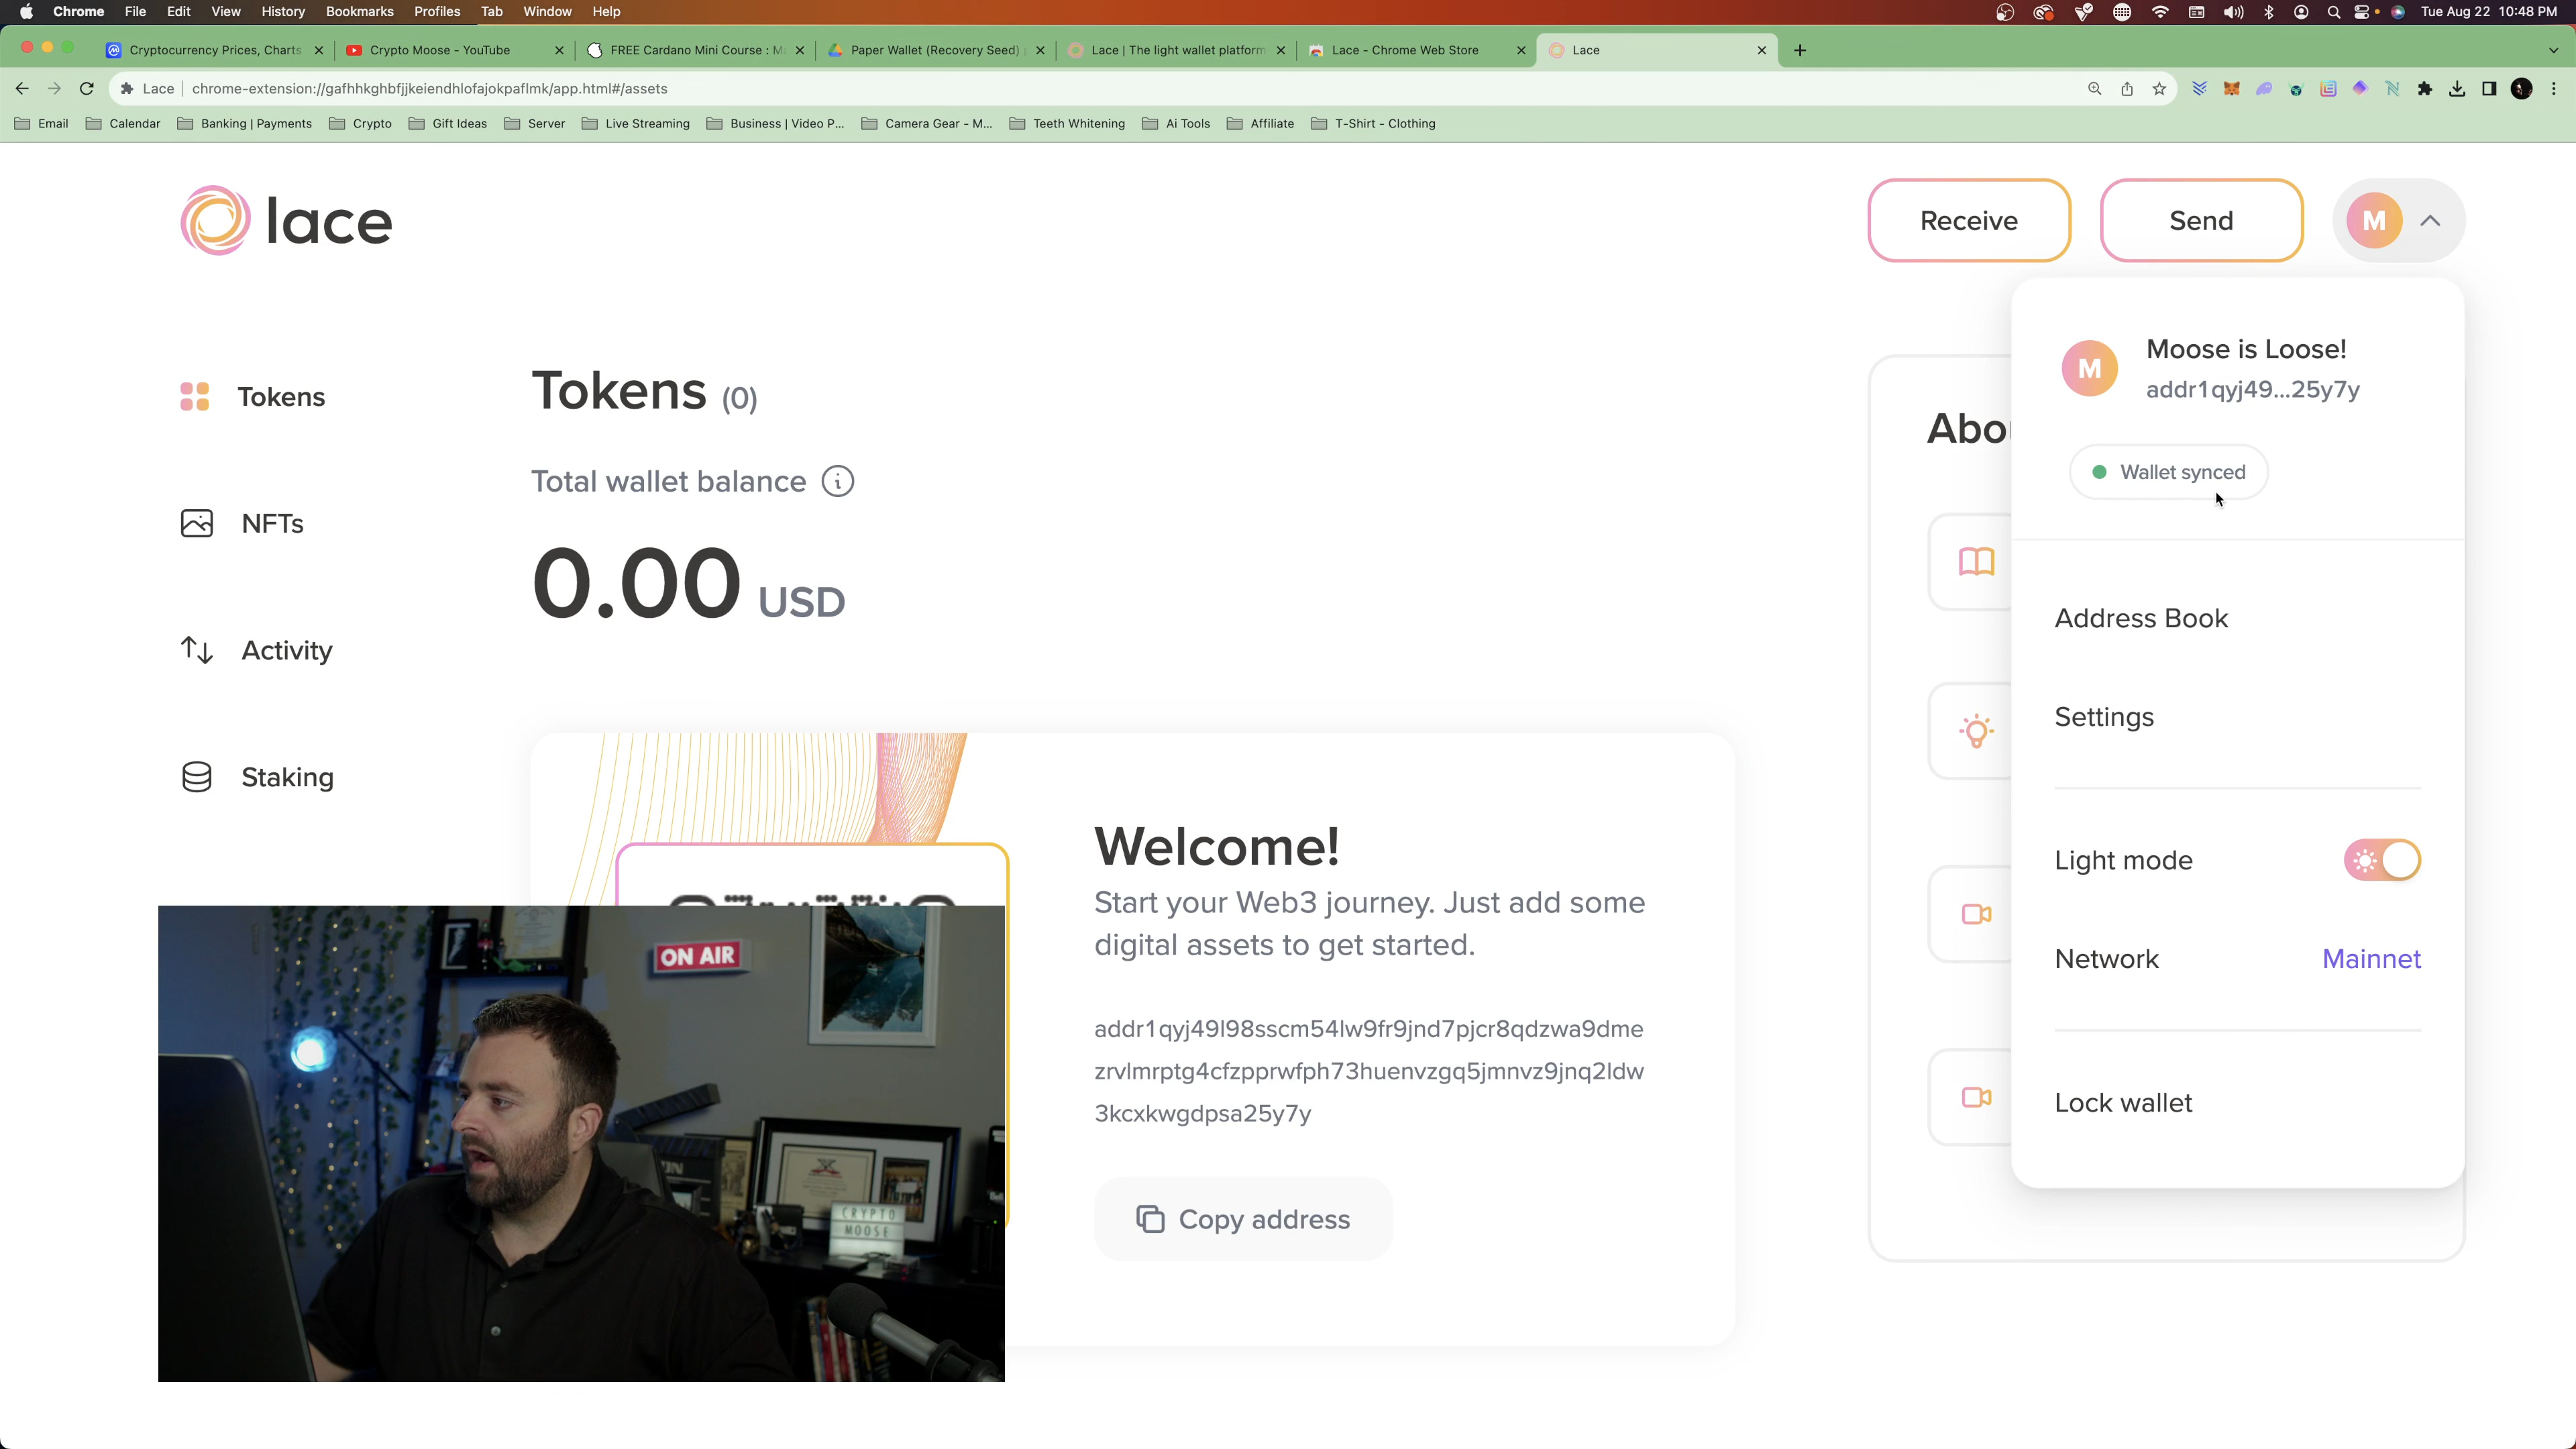 Chrome File Edit View History Bookmarks Profiles Tab Window Help
Tue Aug 22 10:48 PM
Cryptocurrency Prices, Charts
Crypto Moose - YouTube
FREE Cardano Mini Course : M
Paper Wallet (Recovery Seed)
Lace | The light wallet platform
Lace - Chrome Web Store
Lace
Lace chrome-extension://gafhhkghbfjjkeiendhlofajokpaflmk/app.html#/assets
Email Calendar Banking | Payments Crypto Gift Ideas Server Live Streaming Business | Video P... Camera Gear - M... Teeth Whitening Ai Tools Affiliate T-Shirt - Clothing
lace
Receive
Send
M
Tokens
NFTs
Activity
Staking
Tokens (0)
Total wallet balance
0.00 USD
Welcome!
Start your Web3 journey. Just add some
digital assets to get started.
addr1qyj49l98sscm54lw9fr9jnd7pjcr8qdzwa9dme
zrvlmrptg4cfzpprwfph73huenvzgq5jmnvz9jnq2ldw
3kcxkwgdpsa25y7y
Copy address
Abo
M
Moose is Loose!
addr1qyj49...25y7y
Wallet synced
Address Book
Settings
Light mode
Network Mainnet
Lock wallet
ON AIR
CRYPTO
MOOSE